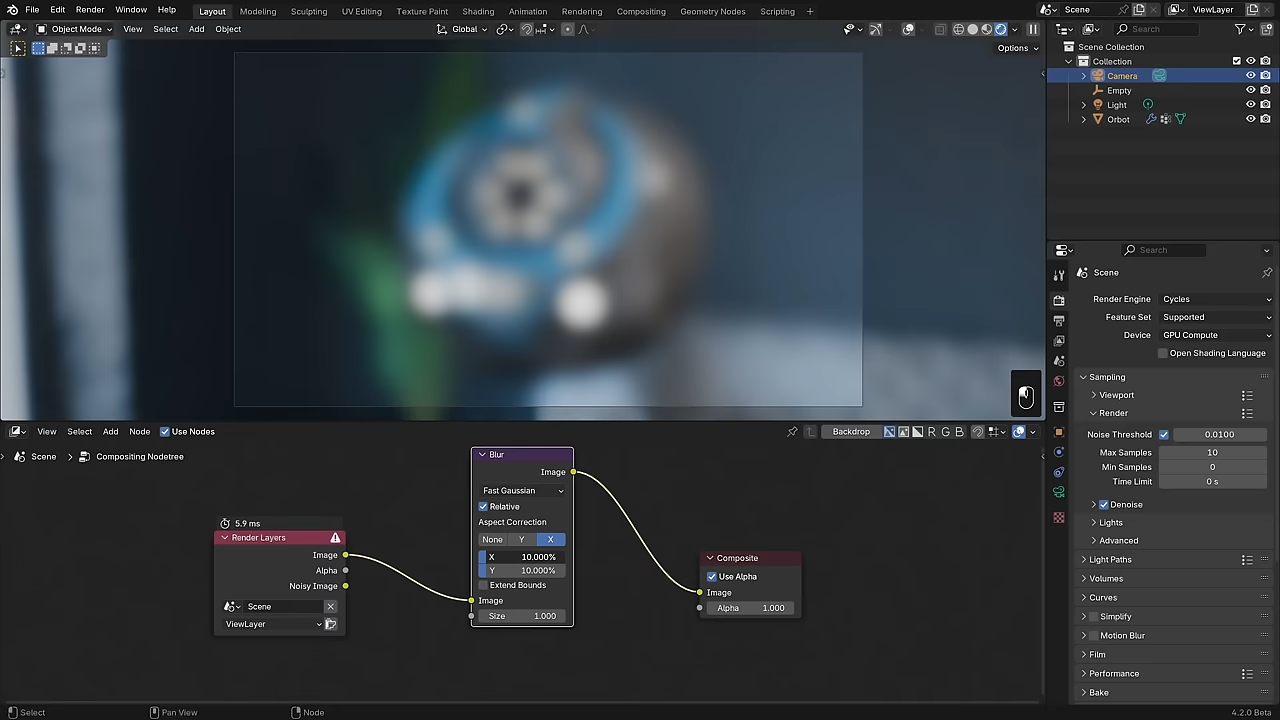 File Edit Render Window Help Layout Modeling Sculpting UV Editing Texture Paint Shading Animation Rendering Compositing Geometry Nodes Scripting + Scene ViewLayer
Object Mode View Select Add Object Global Search
Options
Scene Collection
Collection
Camera
Empty
Light
Orbot
Search
Scene
Render Engine Cycles
Feature Set Supported
Device GPU Compute
Open Shading Language
Sampling
Viewport
Render
Noise Threshold 0.0100
Max Samples 10
Min Samples 0
Time Limit 0 s
Denoise
Lights
Advanced
Light Paths
Volumes
Curves
Simplify
Motion Blur
Film
Performance
Bake
View Select Add Node Use Nodes Backdrop R G B
Scene Compositing Nodetree
5.9 ms
Render Layers
Image
Alpha
Noisy Image
Scene
ViewLayer
Blur
Image
Fast Gaussian
Relative
Aspect Correction
None Y X
X 10.000%
Y 10.000%
Extend Bounds
Image
Size 1.000
Composite
Use Alpha
Image
Alpha 1.000
Select Pan View Node 4.2.0 Beta